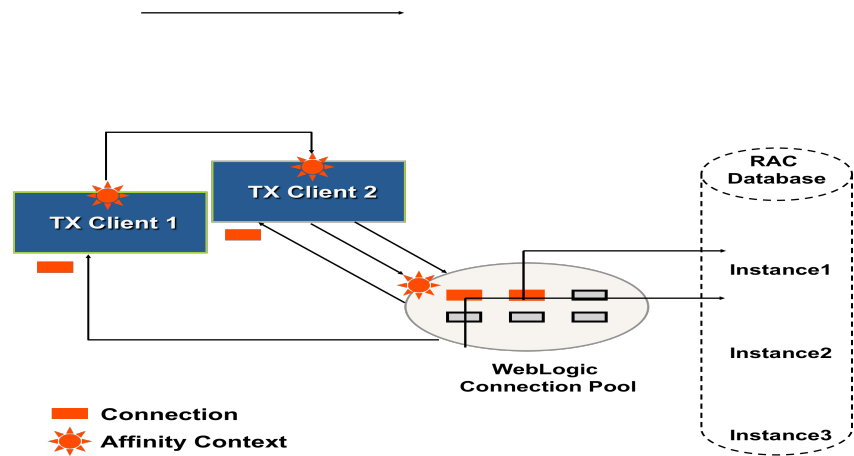 RAC
Database
TX Client 2
TX Client 1
Instance1
Instance2
WebLogic
Connection Pool
Connection
Affinity Context
Instance3